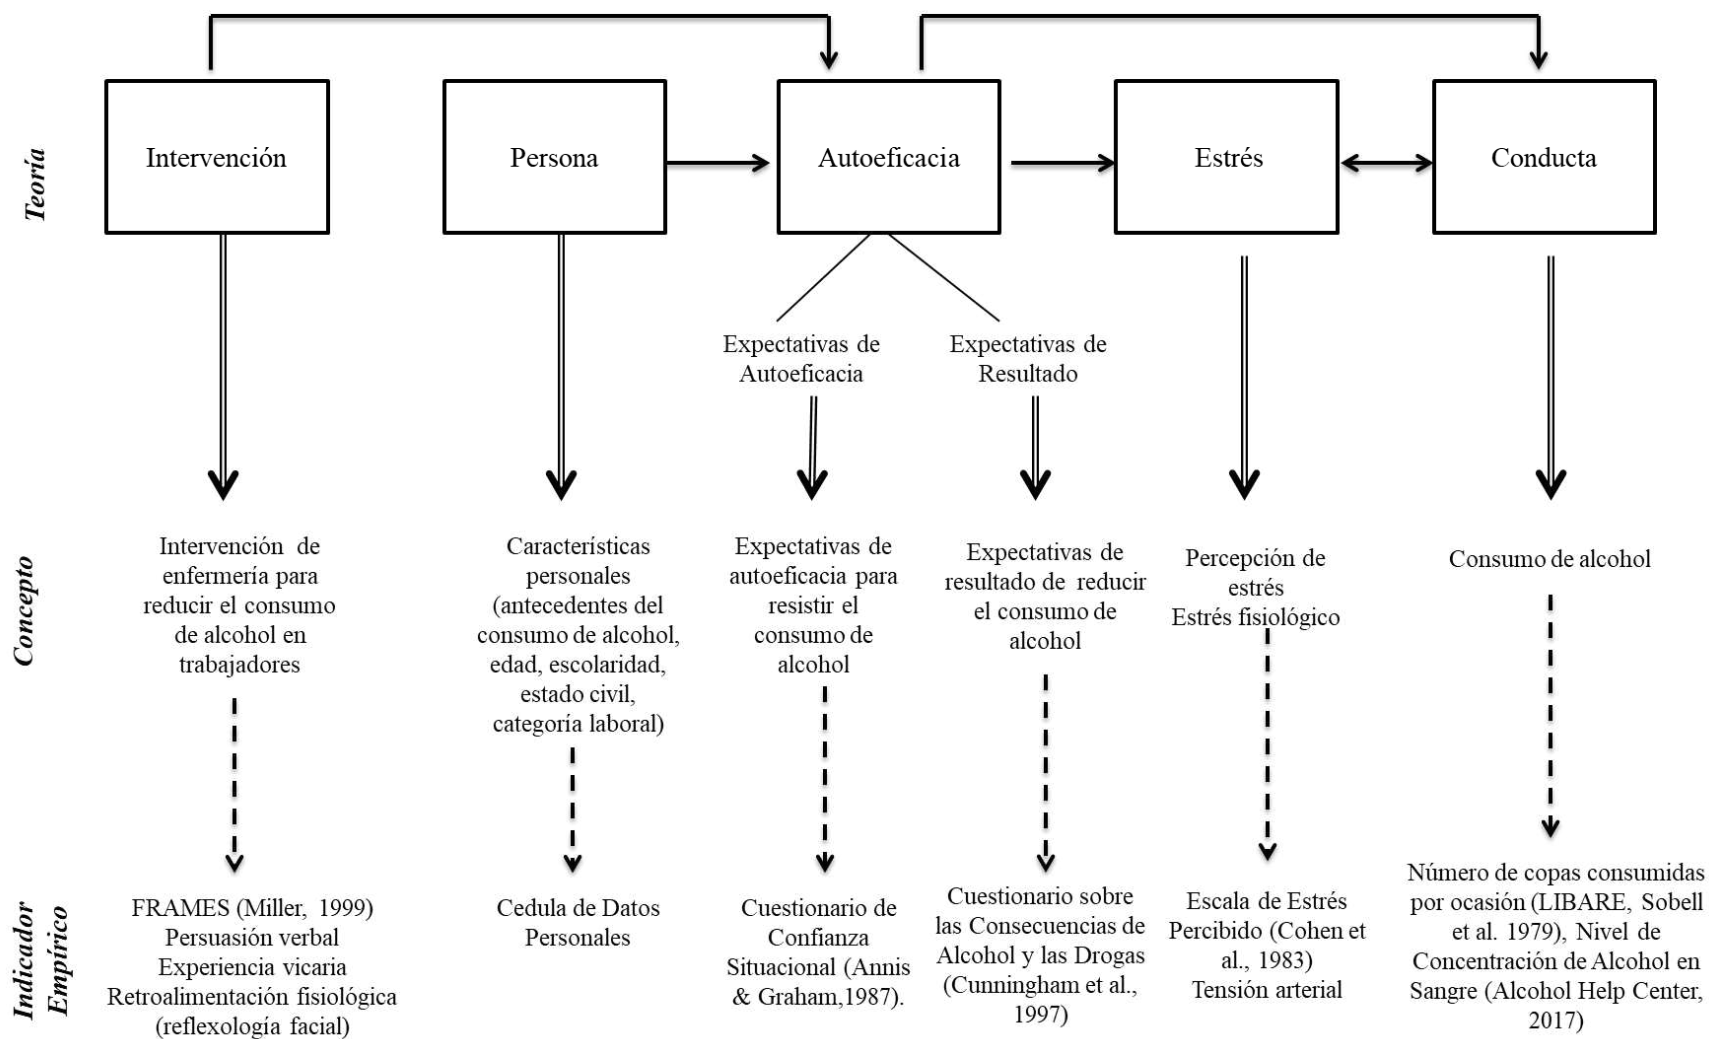 Teoría
Intervención
Persona
Autoeficacia
Estrés
Conducta
Expectativas de
Autoeficacia
Expectativas de
Resultado
Concepto
Intervención de
enfermería para
reducir el consumo
de alcohol en
trabajadores
Características
personales
(antecedentes del
consumo de alcohol,
edad, escolaridad,
estado civil,
categoría laboral)
Expectativas de
autoeficacia para
resistir el
consumo de
alcohol
Expectativas de
resultado de reducir
el consumo de
alcohol
Percepción de
estrés
Estrés fisiológico
Consumo de alcohol
Indicador
Empírico
FRAMES (Miller, 1999)
Persuasión verbal
Experiencia vicaria
Retroalimentación fisiológica
(reflexología facial)
Cedula de Datos
Personales
Cuestionario de
Confianza
Situacional (Annis
& Graham,1987).
Cuestionario sobre
las Consecuencias de
Alcohol y las Drogas
(Cunningham et al.,
1997)
Escala de Estrés
Percibido (Cohen et
al., 1983)
Tensión arterial
Número de copas consumidas
por ocasión (LIBARE, Sobell
et al. 1979), Nivel de
Concentración de Alcohol en
Sangre (Alcohol Help Center,
2017)